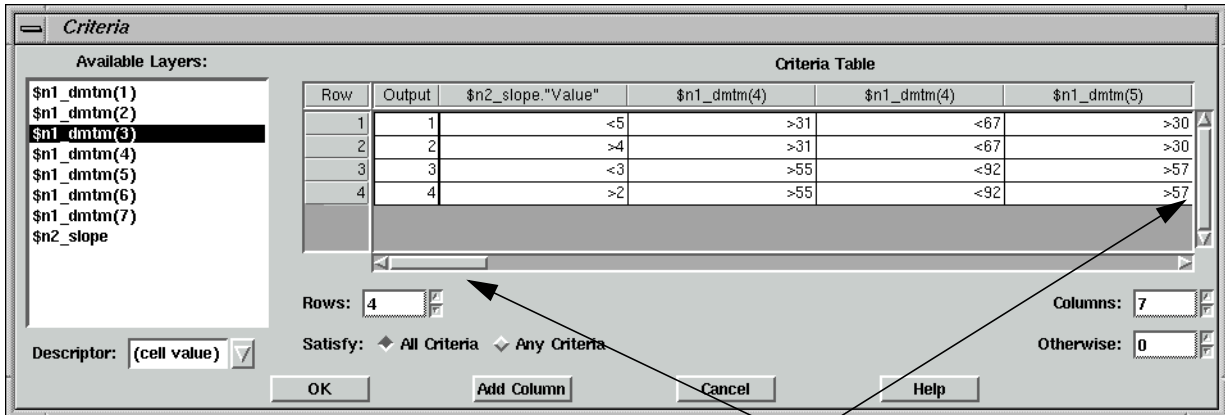 Criteria
Available Layers:
$n1_dmtm(1)
$n1_dmtm(2)
$n1_dmtm(3)
$n1_dmtm(4)
$n1_dmtm(5)
$n1_dmtm(6)
$n1_dmtm(7)
$n2_slope
Descriptor: (cell value)
Criteria Table
Row Output $n2_slope."Value" $n1_dmtm(4) $n1_dmtm(4) $n1_dmtm(5)
1 1 <5 >31 <67 >30
2 2 >4 >31 <67 >30
3 3 <3 >55 <92 >57
4 4 >2 >55 <92 >57
Rows: 4
Columns: 7
Satisfy: All Criteria Any Criteria
Otherwise: 0
OK Add Column Cancel Help